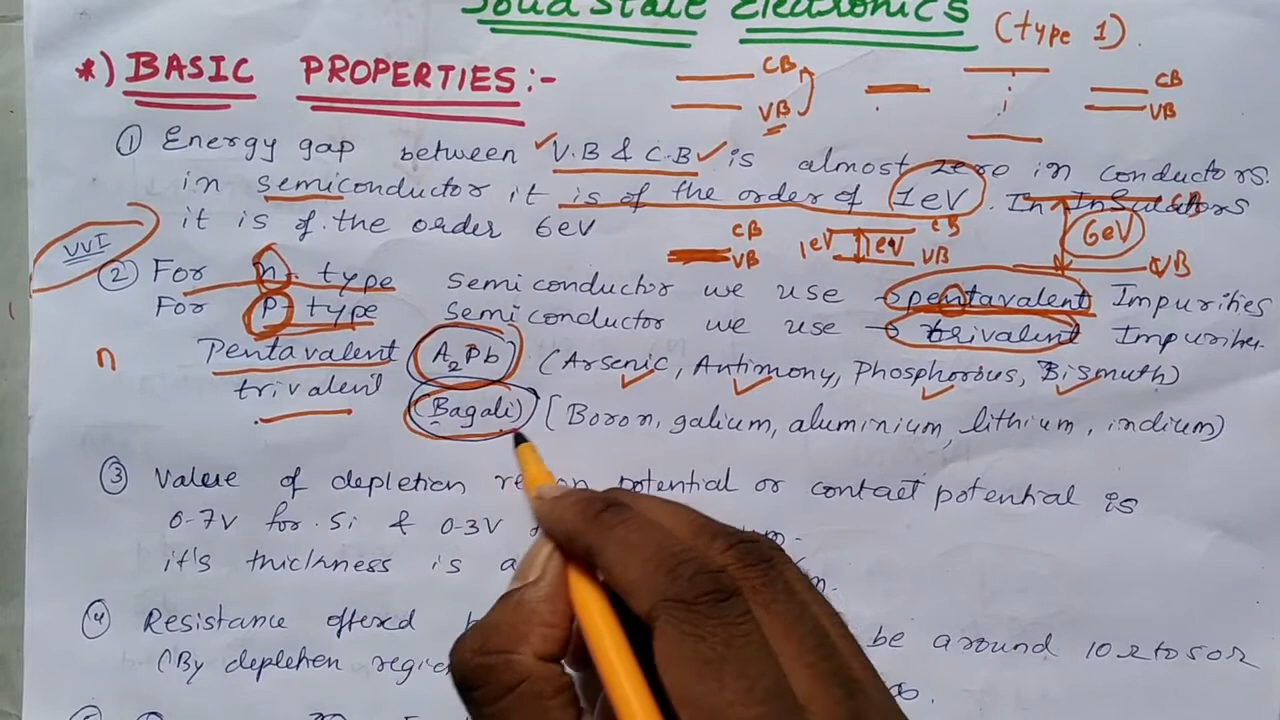 Solid State Electronics (type 1).
*) BASIC PROPERTIES:-
CB
VB
CB
VB
① Energy gap between V.B & C.B is almost zero in conductors.
in semiconductor it is of the order of 1eV. In Insulators
it is of the order 6eV
CB
VB
1eV
1eV
CB
VB
CB
6eV
VB
VVI
② For n type semiconductor we use → pentavalent Impurities
For P type semiconductor we use → trivalent
n
Pentavalent (A2Pb) (Arsenic, Antimony, Phosphorous, Bismuth)
trivalent (Bagali) [Boron, galium, aluminium, lithium, indium)
③ Value of depletion potential or contact potential is
0-7V for Si & 0-3V
it's thickness is
④ Resistance offered be around 10Ω to 50Ω
(By depletion